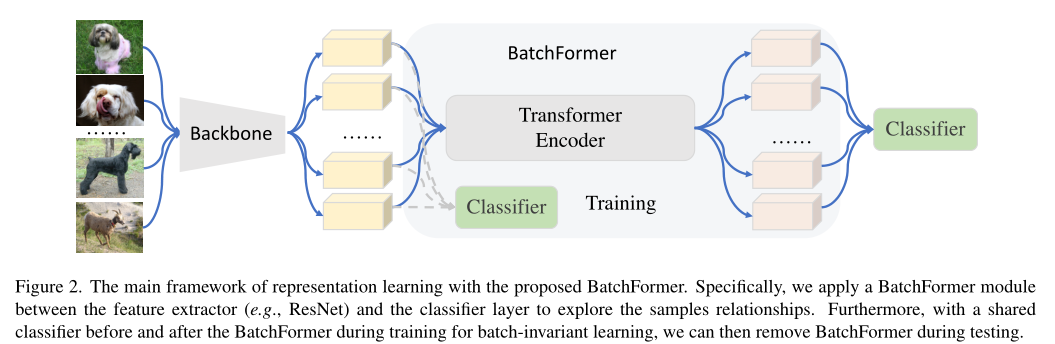 BatchFormer
Backbone
......
......
Transformer
Encoder
......
Classifier
Classifier
Training
Figure 2. The main framework of representation learning with the proposed BatchFormer. Specifically, we apply a BatchFormer module
between the feature extractor (e.g., ResNet) and the classifier layer to explore the samples relationships. Furthermore, with a shared
classifier before and after the BatchFormer during training for batch-invariant learning, we can then remove BatchFormer during testing.